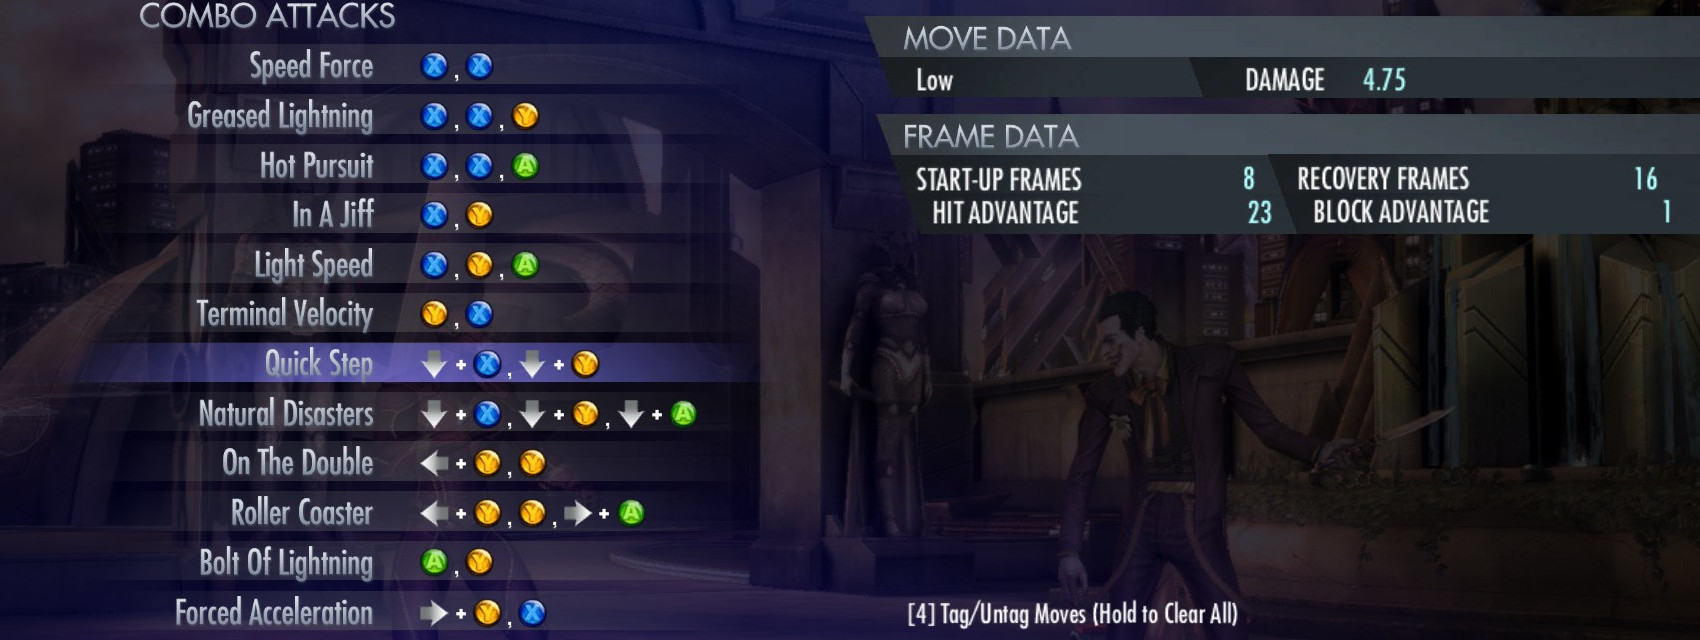 COMBO ATTACKS
Speed Force X , X
Greased Lightning X , X , Y
Hot Pursuit X , X , A
In A Jiff X , Y
Light Speed X , Y , A
Terminal Velocity Y , X
Quick Step + X , + Y
Natural Disasters + X , + Y , + A
On The Double + Y , Y
Roller Coaster + Y , Y , + A
Bolt Of Lightning A , Y
Forced Acceleration + Y , X
MOVE DATA
Low DAMAGE 4.75
FRAME DATA
START-UP FRAMES 8 RECOVERY FRAMES 16
HIT ADVANTAGE 23 BLOCK ADVANTAGE 1
[4] Tag/Untag Moves (Hold to Clear All)